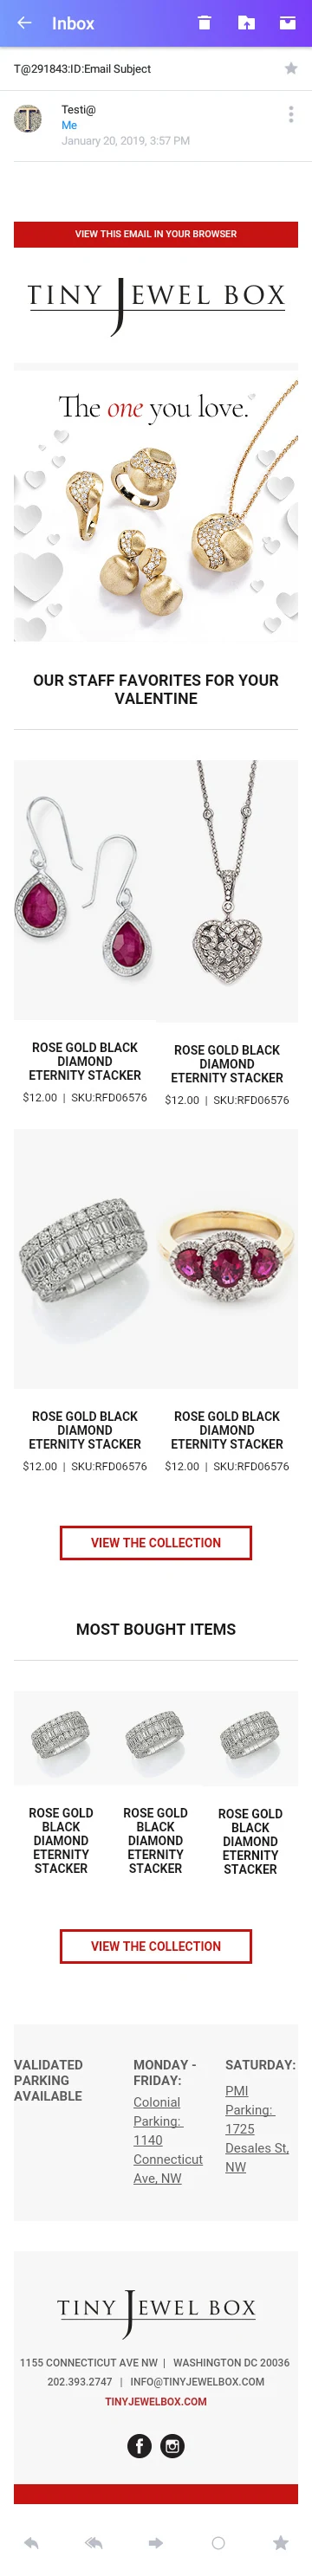 Inbox
T@291843:ID:Email Subject
T
Testi@
Me
January 20, 2019, 3:57 PM
VIEW THIS EMAIL IN YOUR BROWSER
TINY JEWEL BOX
The one you love.
OUR STAFF FAVORITES FOR YOUR
VALENTINE
ROSE GOLD BLACK
DIAMOND
ETERNITY STACKER
$12.00 | SKU:RFD06576
ROSE GOLD BLACK
DIAMOND
ETERNITY STACKER
$12.00 | SKU:RFD06576
ROSE GOLD BLACK
DIAMOND
ETERNITY STACKER
$12.00 | SKU:RFD06576
ROSE GOLD BLACK
DIAMOND
ETERNITY STACKER
$12.00 | SKU:RFD06576
VIEW THE COLLECTION
MOST BOUGHT ITEMS
ROSE GOLD
BLACK
DIAMOND
ETERNITY
STACKER
ROSE GOLD
BLACK
DIAMOND
ETERNITY
STACKER
ROSE GOLD
BLACK
DIAMOND
ETERNITY
STACKER
VIEW THE COLLECTION
VALIDATED
PARKING
AVAILABLE
MONDAY -
FRIDAY:
Colonial
Parking:
1140
Connecticut
Ave, NW
SATURDAY:
PMI
Parking:
1725
Desales St,
NW
TINY JEWEL BOX
1155 CONNECTICUT AVE NW | WASHINGTON DC 20036
202.393.2747 | INFO@TINYJEWELBOX.COM
TINYJEWELBOX.COM